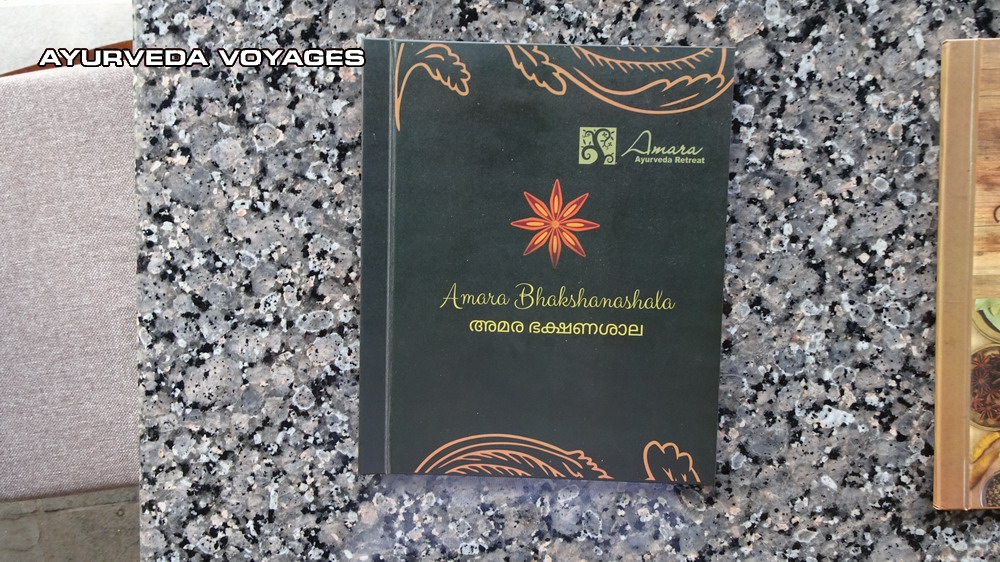 AYURVEDA VOYAGES
Amara
Ayurveda Retreat
Amara Bhakshanashala
അമര ഭക്ഷണശാല